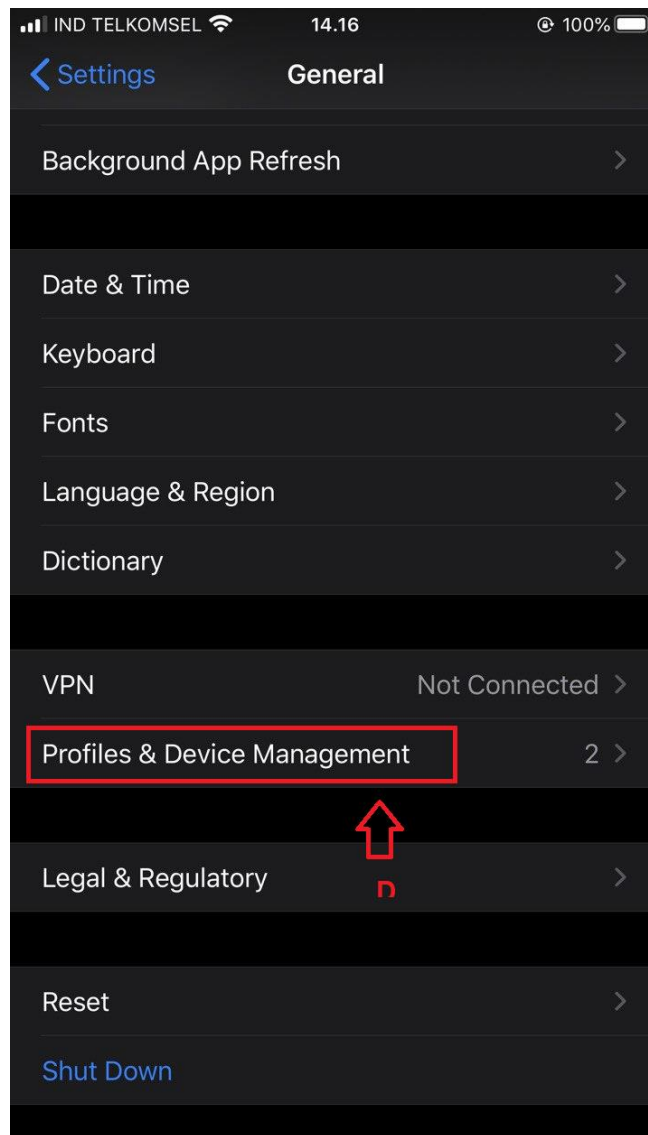 IND TELKOMSEL 14.16 100%
Settings General
Background App Refresh
Date & Time
Keyboard
Fonts
Language & Region
Dictionary
VPN Not Connected
Profiles & Device Management 2
D
Legal & Regulatory
Reset
Shut Down